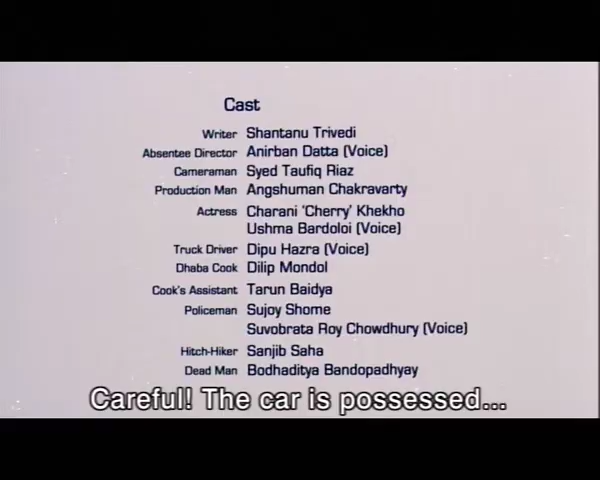 Cast
Writer Shantanu Trivedi
Absentee Director Anirban Datta (Voice)
Cameraman Syed Taufiq Riaz
Production Man Angshuman Chakravarty
Actress Charani 'Cherry' Khekho
Ushma Bardoloi (Voice)
Truck Driver Dipu Hazra (Voice)
Dhaba Cook Dilip Mondol
Cook's Assistant Tarun Baidya
Policeman Sujoy Shome
Suvobrata Roy Chowdhury (Voice)
Hitch-Hiker Sanjib Saha
Dead Man Bodhaditya Bandopadhyay
Careful! The car is possessed...